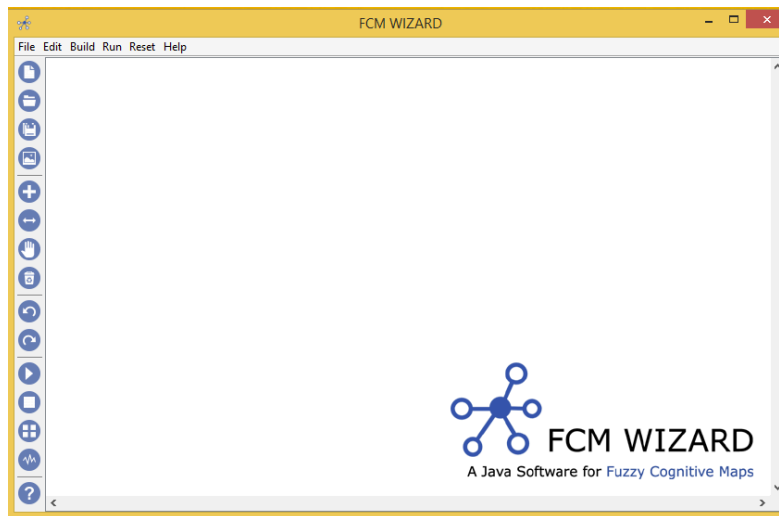 FCM WIZARD
File Edit Build Run Reset Help
FCM WIZARD
A Java Software for Fuzzy Cognitive Maps